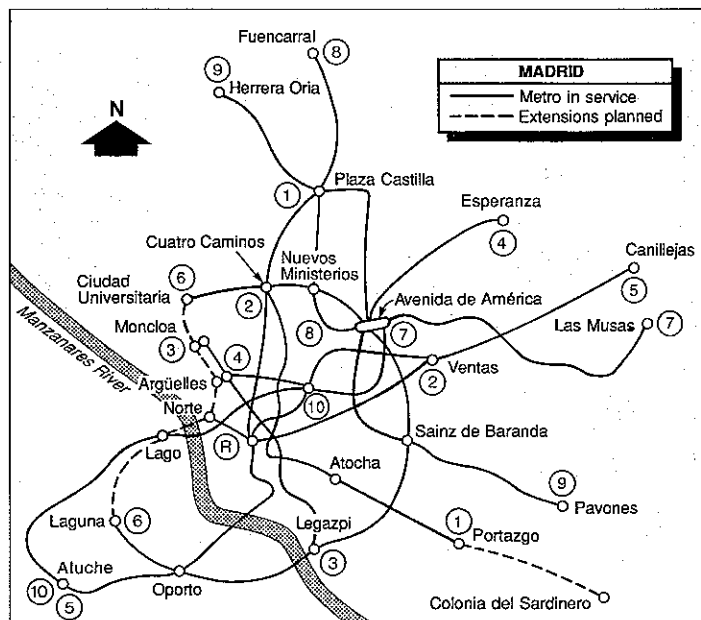 Fuencarral
8
9
Herrera Oria
MADRID
Metro in service
Extensions planned
N
1
Plaza Castilla
Esperanza
4
Cuatro Caminos
Nuevos
Ministerios
Canillejas
5
6
Ciudad
Universitaria
2
Avenida de América
8
7
Las Musas
7
Manzanares River
Moncloa
3
4
Ventas
2
Argüelles
10
Norte
R
Sainz de Baranda
Lago
Atocha
9
Pavones
Laguna
6
Legazpi
1
Portazgo
3
Aluche
10
5
Oporto
Colonia del Sardinero